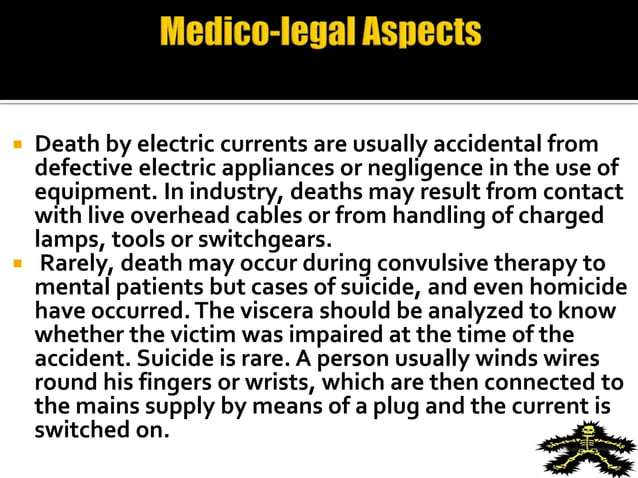 Medico-legal Aspects
Death by electric currents are usually accidental from
defective electric appliances or negligence in the use of
equipment. In industry, deaths may result from contact
with live overhead cables or from handling of charged
lamps, tools or switchgears.
Rarely, death may occur during convulsive therapy to
mental patients but cases of suicide, and even homicide
have occurred. The viscera should be analyzed to know
whether the victim was impaired at the time of the
accident. Suicide is rare. A person usually winds wires
round his fingers or wrists, which are then connected to
the mains supply by means of a plug and the current is
switched on.